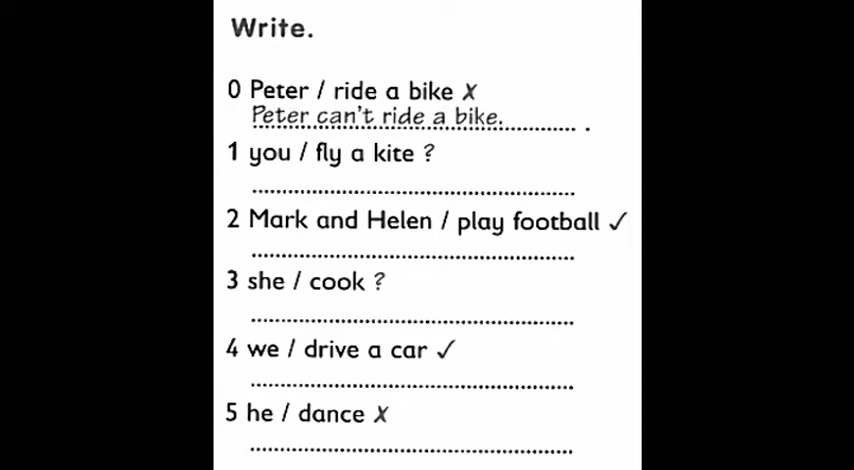 Write.
0 Peter / ride a bike ✗
Peter can't ride a bike. .
1 you / fly a kite ?
2 Mark and Helen / play football ✓
3 she / cook ?
4 we / drive a car ✓
5 he / dance ✗